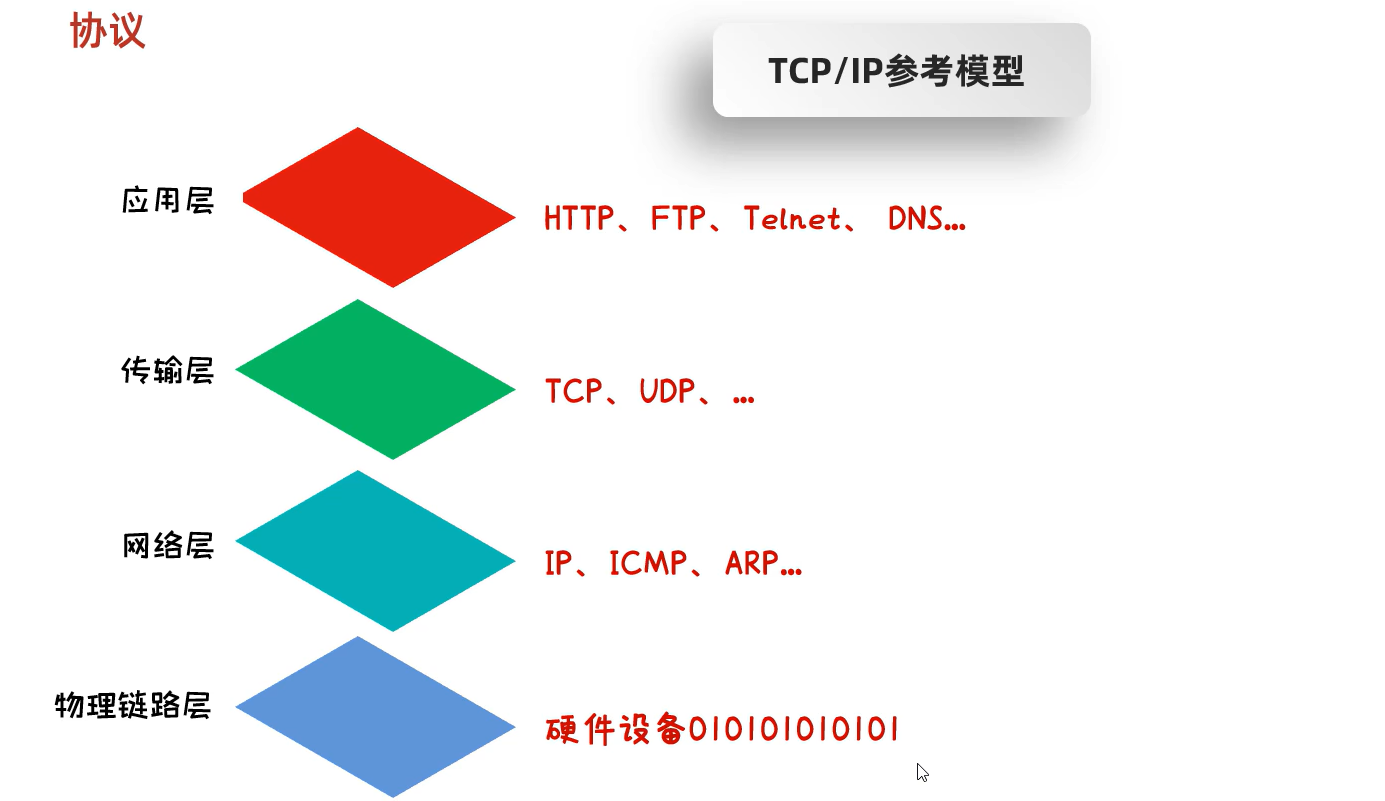 协议
TCP/IP参考模型
应用层
HTTP、FTP、Telnet、 DNS...
传输层
TCP、UDP、...
网络层
IP、ICMP、ARP...
物理链路层
硬件设备010101010101